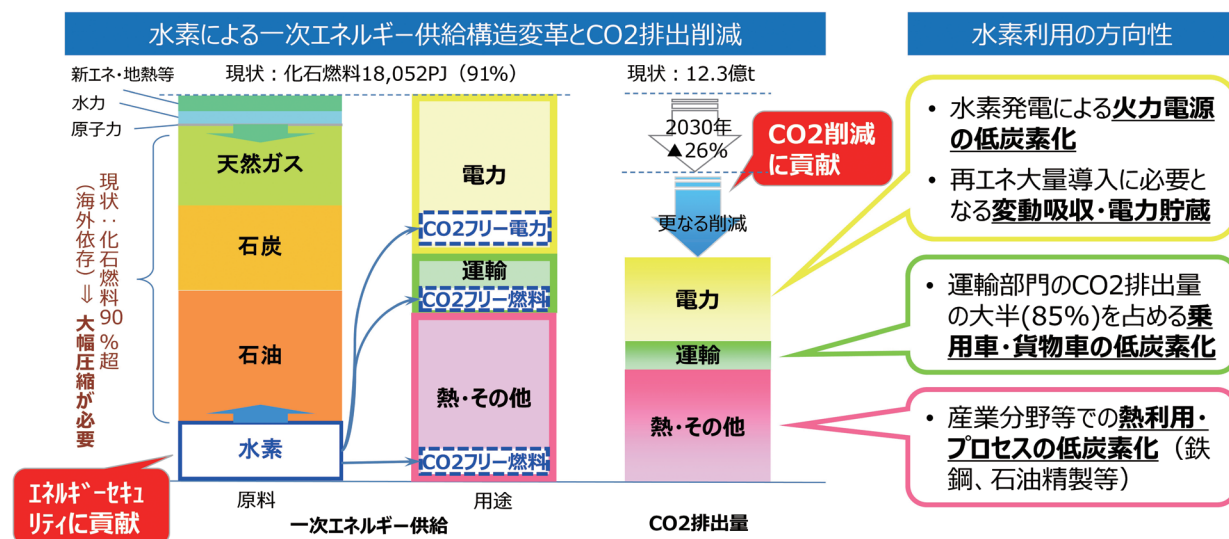 水素による一次エネルギー供給構造変革とCO2排出削減
水素利用の方向性
新エネ・地熱等
水力
原子力
現状：化石燃料18,052PJ（91%）
現状：12.3億t
天然ガス
石炭
石油
水素
現状：化石燃料90%超
（海外依存）⇒大幅圧縮が必要
エネルギーセキュ
リティに貢献
原料
電力
CO2フリー電力
運輸
CO2フリー燃料
熱・その他
CO2フリー燃料
用途
一次エネルギー供給
2030年
▲26%
CO2削減
に貢献
更なる削減
電力
運輸
熱・その他
CO2排出量
• 水素発電による火力電源
の低炭素化
• 再エネ大量導入に必要と
なる変動吸収・電力貯蔵
• 運輸部門のCO2排出量
の大半(85%)を占める乗
用車・貨物車の低炭素化
• 産業分野等での熱利用・
プロセスの低炭素化（鉄
鋼、石油精製等）